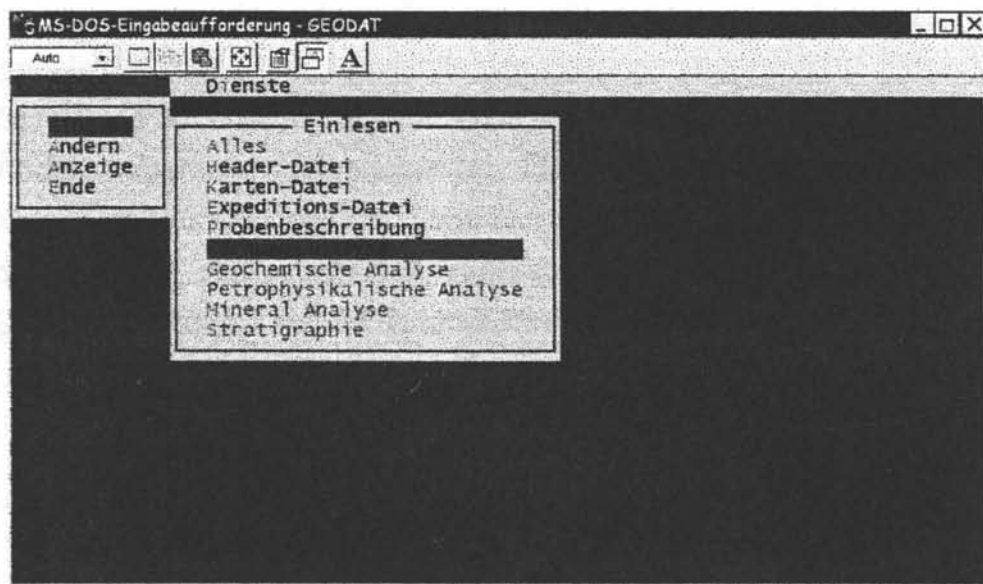 MS-DOS-Eingabeaufforderung - GEODAT
Auto
A
Dienste
Ändern
Anzeige
Ende
Einlesen
Alles
Header-Datei
Karten-Datei
Expeditions-Datei
Probenbeschreibung
Geochemische Analyse
Petrophysikalische Analyse
Mineral Analyse
Stratigraphie